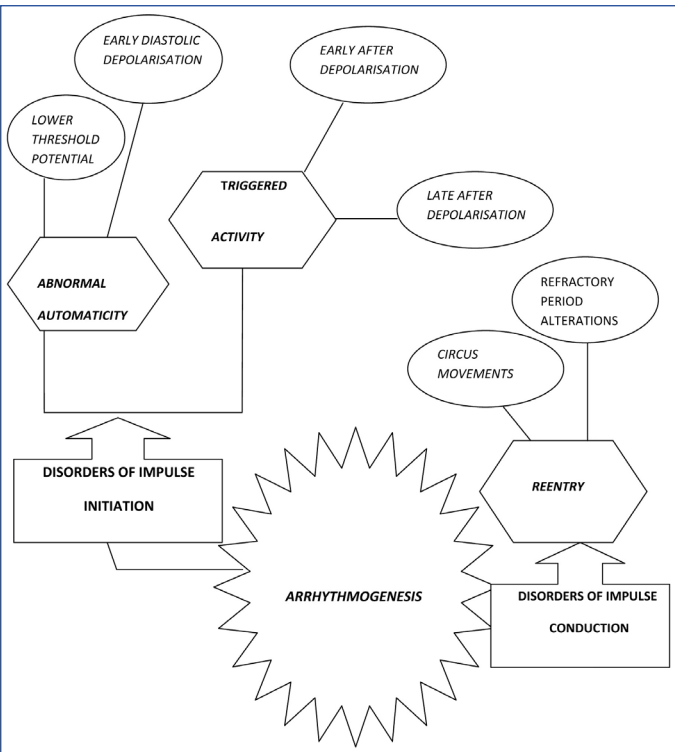 EARLY DIASTOLIC
DEPOLARISATION
EARLY AFTER
DEPOLARISATION
LOWER
THRESHOLD
POTENTIAL
TRIGGERED
ACTIVITY
LATE AFTER
DEPOLARISATION
ABNORMAL
AUTOMATICITY
REFRACTORY
PERIOD
ALTERATIONS
CIRCUS
MOVEMENTS
DISORDERS OF IMPULSE
INITIATION
REENTRY
ARRHYTHMOGENESIS
DISORDERS OF IMPULSE
CONDUCTION